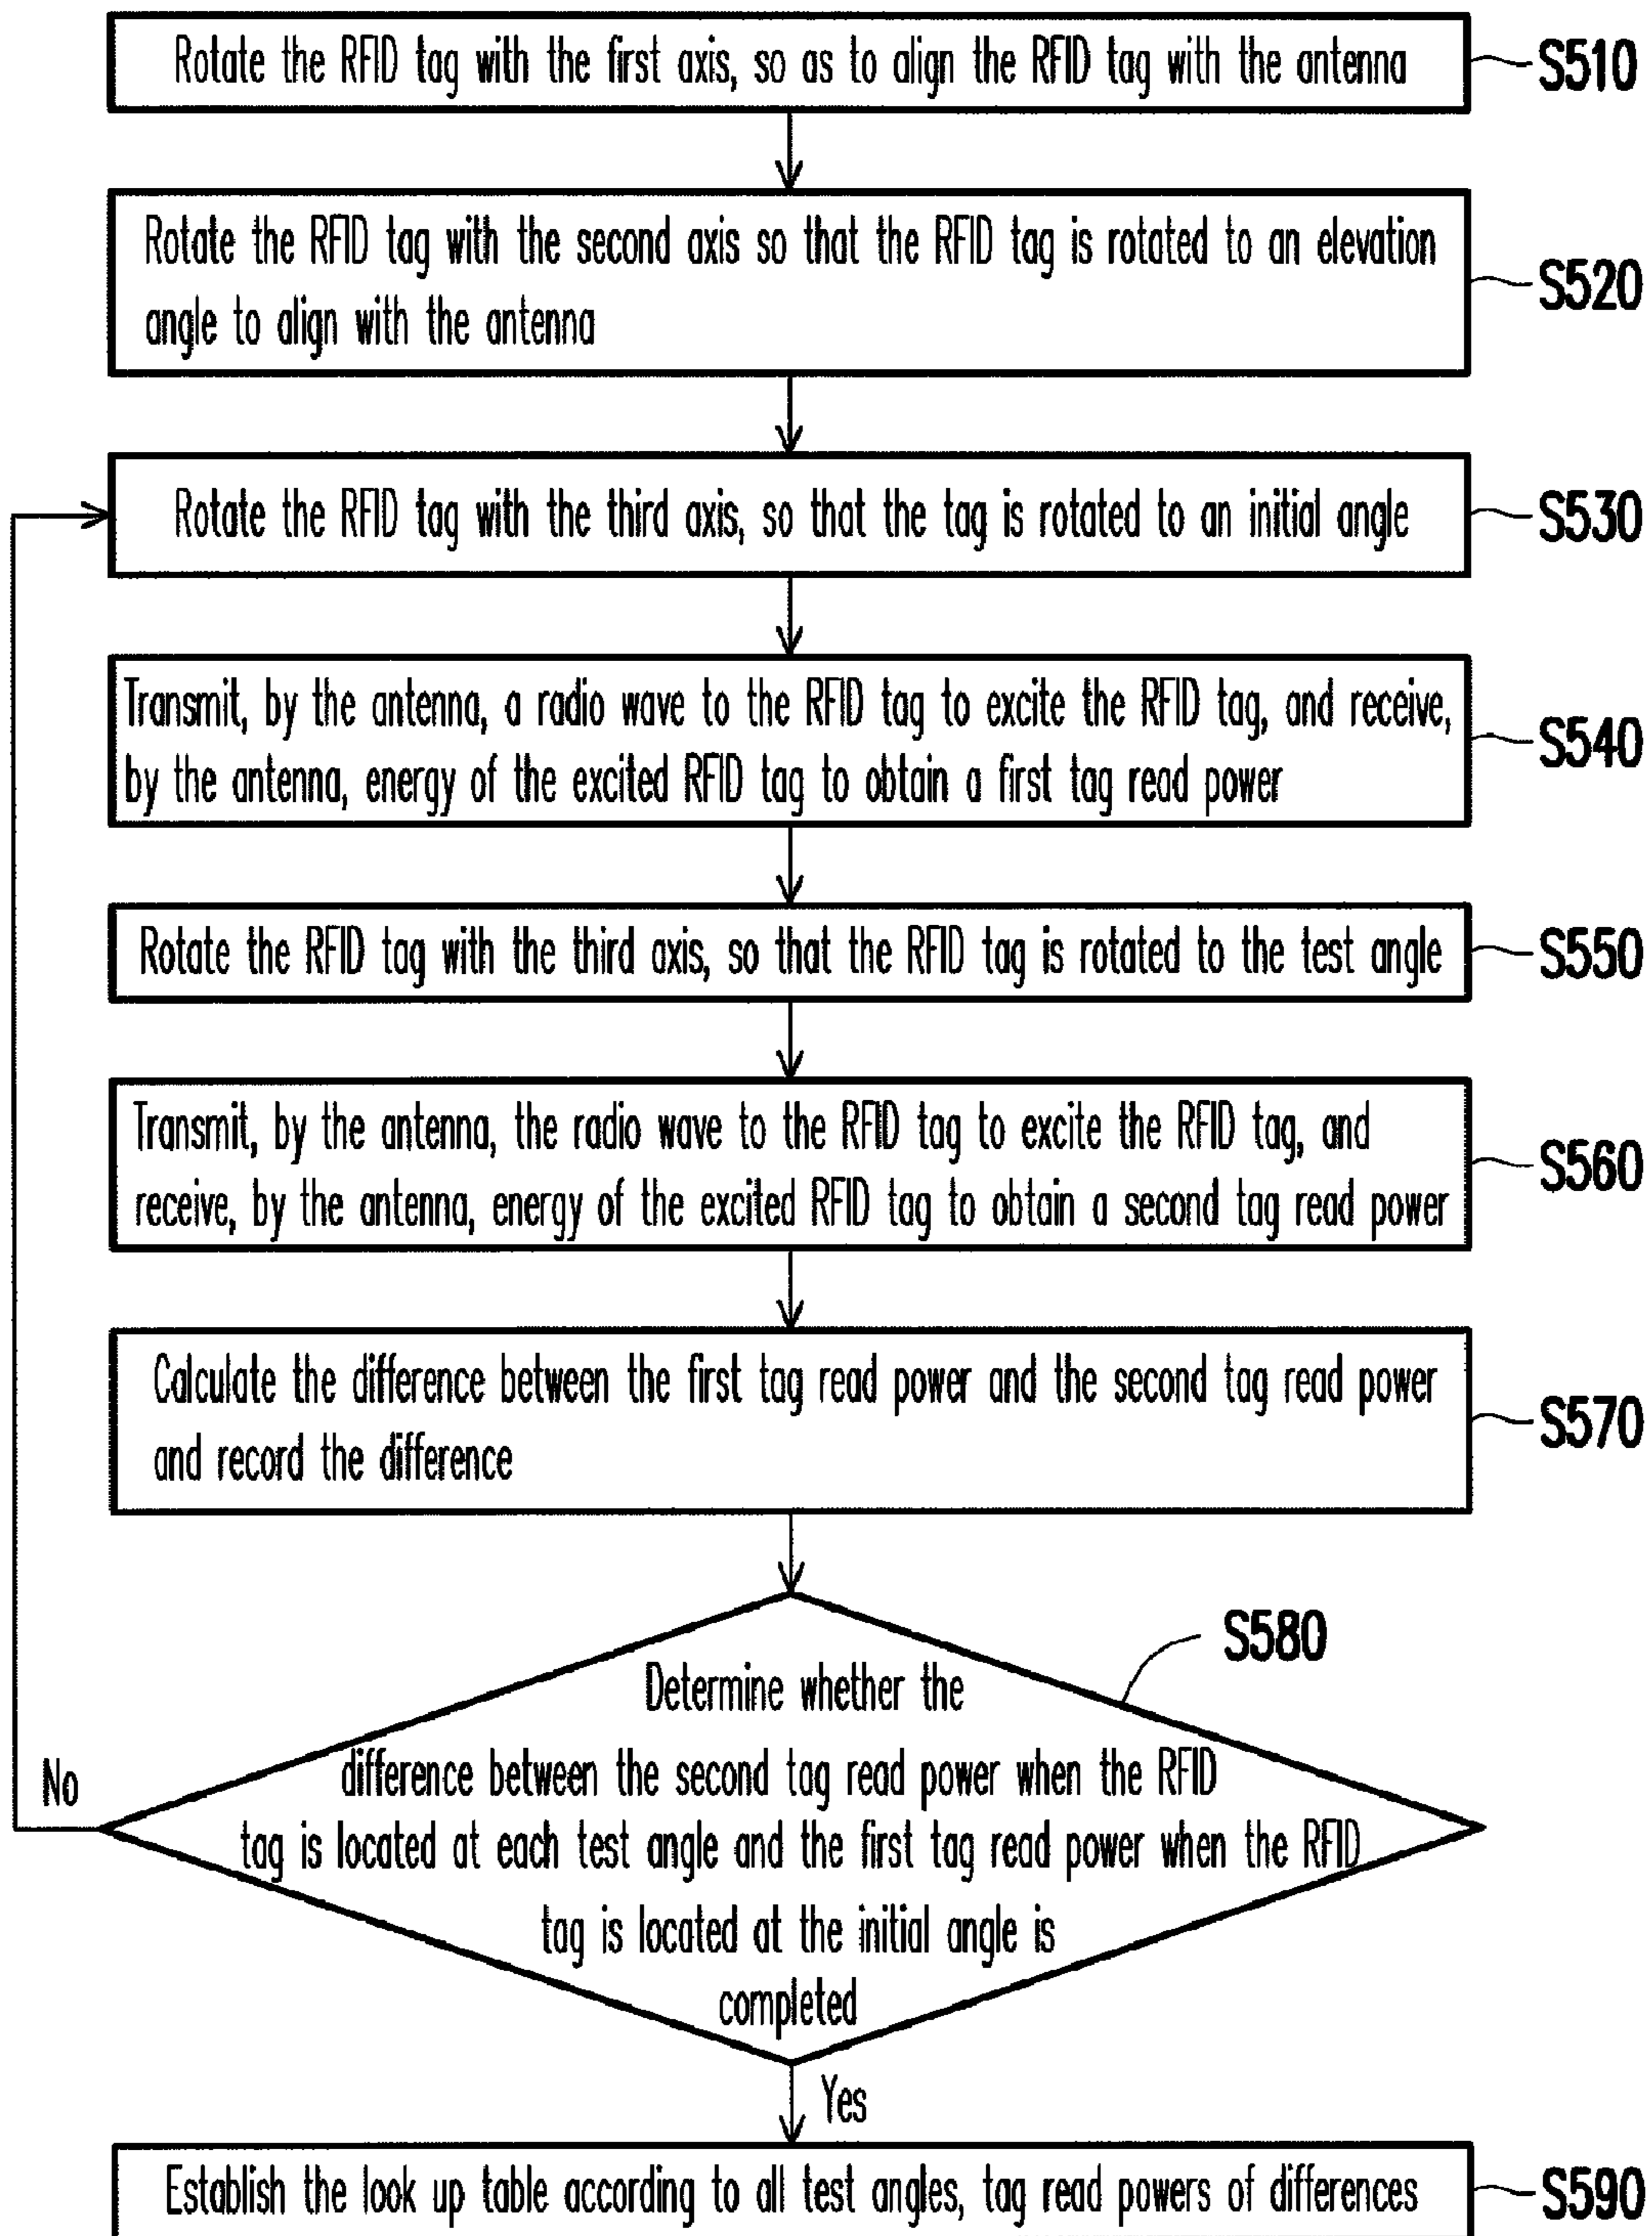 Rotate the RFID tag with the first axis, so as to align the RFID tag with the antenna
S510
Rotate the RFID tag with the second axis so that the RFID tag is rotated to an elevation
angle to align with the antenna
S520
Rotate the RFID tag with the third axis, so that the tag is rotated to an initial angle
S530
Transmit, by the antenna, a radio wave to the RFID tag to excite the RFID tag, and receive,
by the antenna, energy of the excited RFID tag to obtain a first tag read power
S540
Rotate the RFID tag with the third axis, so that the RFID tag is rotated to the test angle
S550
Transmit, by the antenna, the radio wave to the RFID tag to excite the RFID tag, and
receive, by the antenna, energy of the excited RFID tag to obtain a second tag read power
S560
Calculate the difference between the first tag read power and the second tag read power
and record the difference
S570
S580
Determine whether the
difference between the second tag read power when the RFID
tag is located at each test angle and the first tag read power when the RFID
tag is located at the initial angle is
completed
No
Yes
Establish the look up table according to all test angles, tag read powers of differences
S590